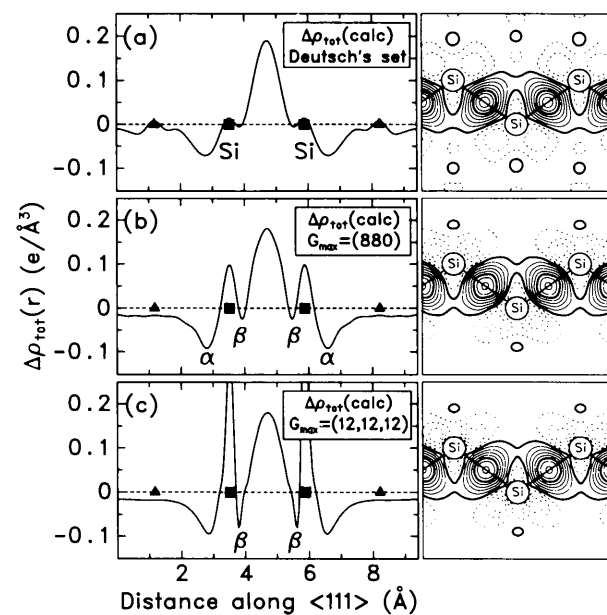 Δρtot(r) (e/Å³)
(a)
Δρtot(calc)
Deutsch's set
0.2
0.1
0
-0.1
Si
Si
Si
Si
Si
(b)
Δρtot(calc)
Gmax=(880)
0.2
0.1
0
-0.1
α
β
β
α
Si
Si
Si
(c)
Δρtot(calc)
Gmax=(12,12,12)
0.2
0.1
0
-0.1
β
β
Si
Si
Si
0 2 4 6 8
Distance along <111> (Å)